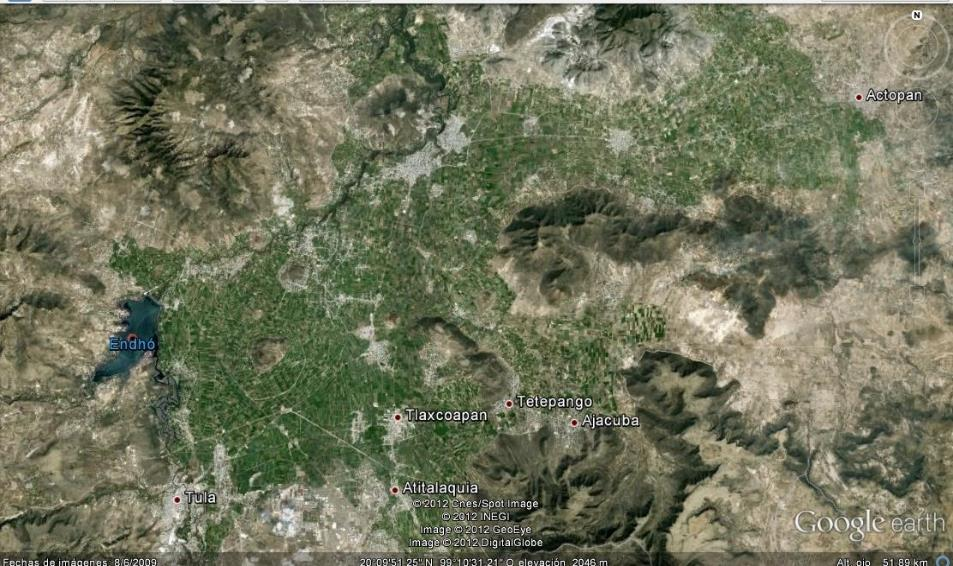 N
Actopan
Endhó
Tetepango
Tlaxcoapan
Ajacuba
Atitalaquia
Tula
© 2012 Cnes/Spot Image
© 2012 INEGI
Image © 2012 GeoEye
Image © 2012 DigitalGlobe
Google earth
Fechas de imágenes: 8/6/2009 20°09'51.25" N 99°10'31.21" O elevación 2046 m Alt. ojo 51.89 km